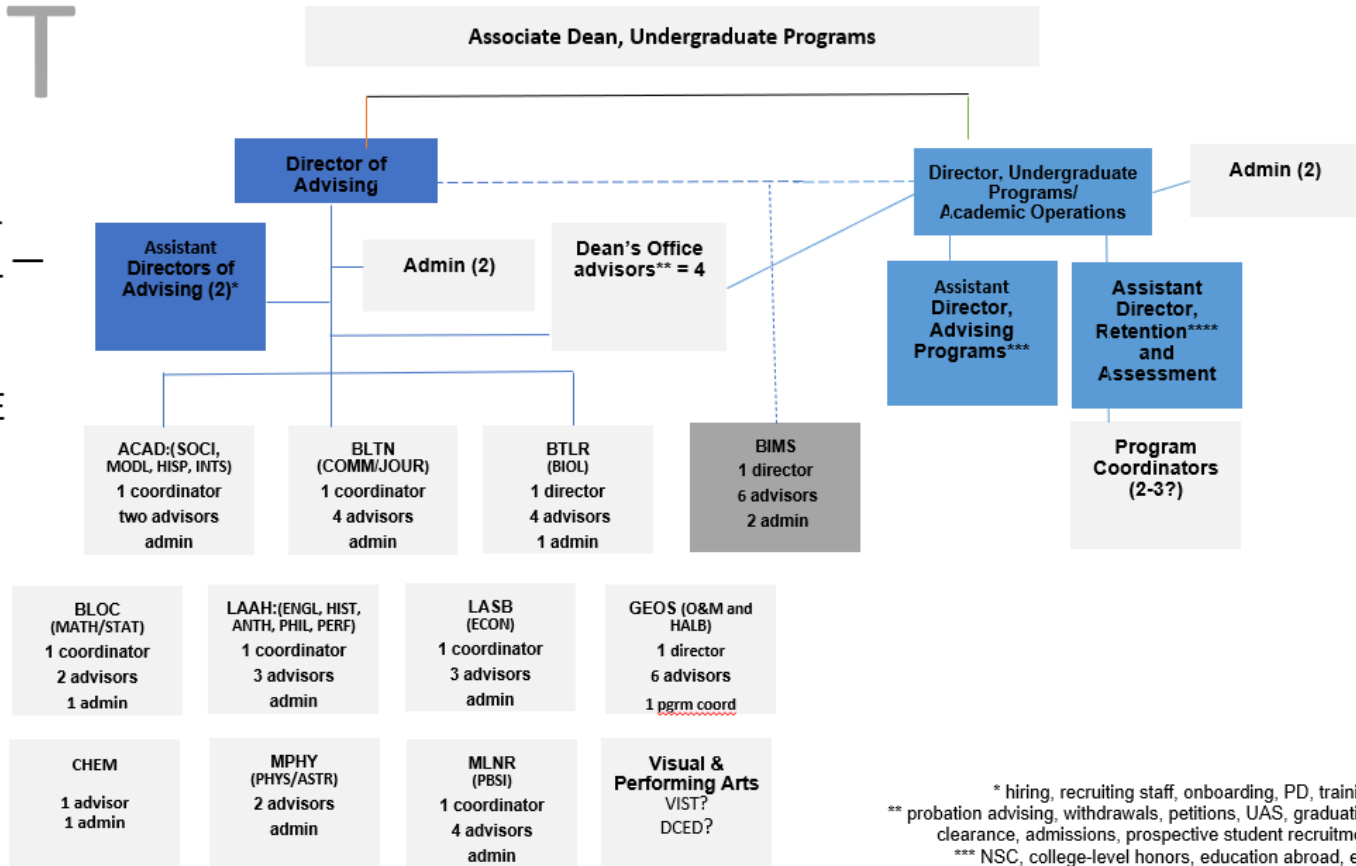 T
E
Associate Dean, Undergraduate Programs
Director of
Advising
Director, Undergraduate
Programs/
Academic Operations
Admin (2)
Assistant
Directors of
Advising (2)*
Admin (2)
Dean's Office
advisors** = 4
Assistant
Director,
Advising
Programs***
Assistant
Director,
Retention****
and
Assessment
ACAD:(SOCI,
MODL, HISP, INTS)
1 coordinator
two advisors
admin
BLTN
(COMM/JOUR)
1 coordinator
4 advisors
admin
BTLR
(BIOL)
1 director
4 advisors
1 admin
BIMS
1 director
6 advisors
2 admin
Program
Coordinators
(2-3?)
BLOC
(MATH/STAT)
1 coordinator
2 advisors
1 admin
LAAH:(ENGL, HIST,
ANTH, PHIL, PERF)
1 coordinator
3 advisors
admin
LASB
(ECON)
1 coordinator
3 advisors
admin
GEOS (O&M and
HALB)
1 director
6 advisors
1 pgrm coord
CHEM
1 advisor
1 admin
MPHY
(PHYS/ASTR)
2 advisors
admin
MLNR
(PBSI)
1 coordinator
4 advisors
admin
Visual &
Performing Arts
VIST?
DCED?
* hiring, recruiting staff, onboarding, PD,
** probation advising, withdrawals, petitions, UAS,
clearance, admissions, prospective student
*** NSC, college-level honors, education abroad,